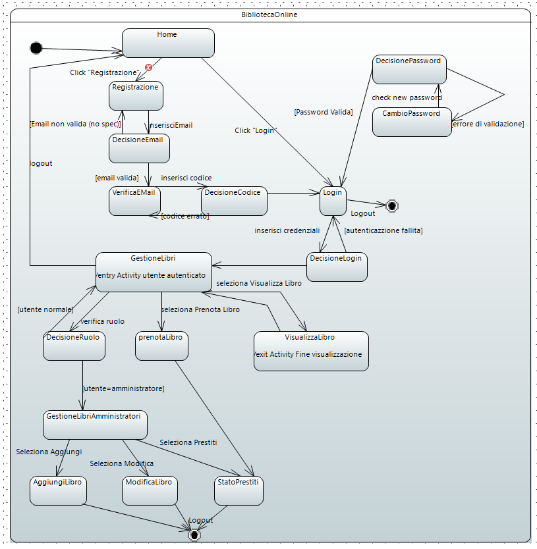 BibliotecaOnline
Home
DecisionePassword
Click "Registrazione"
Registrazione
check new password
[Password Valida]
CambioPassword
[Email non valida (no spec)]
inserisciEmail
errore di validazione]
Click "Login"
DecisioneEmail
logout
[email valida]
inserisci codice
VerificaEMail
DecisioneCodice
Login
Logout
[codice errato]
inserisci credenziali
[autenticazzione fallita]
GestioneLibri
DecisioneLogin
/entry Activity utente autenticato
seleziona Visualizza Libro
[utente normale]
verifica ruolo
seleziona Prenota Libro
DecisioneRuolo
prenotaLibro
VisualizzaLibro
/exit Activity Fine visualizzazione
[utente=amministratore]
GestioneLibriAmministratori
Seleziona Aggiungi
Seleziona Prestiti
Seleziona Modifica
AggiungiLibro
ModificaLibro
StatoPrestiti
Logout